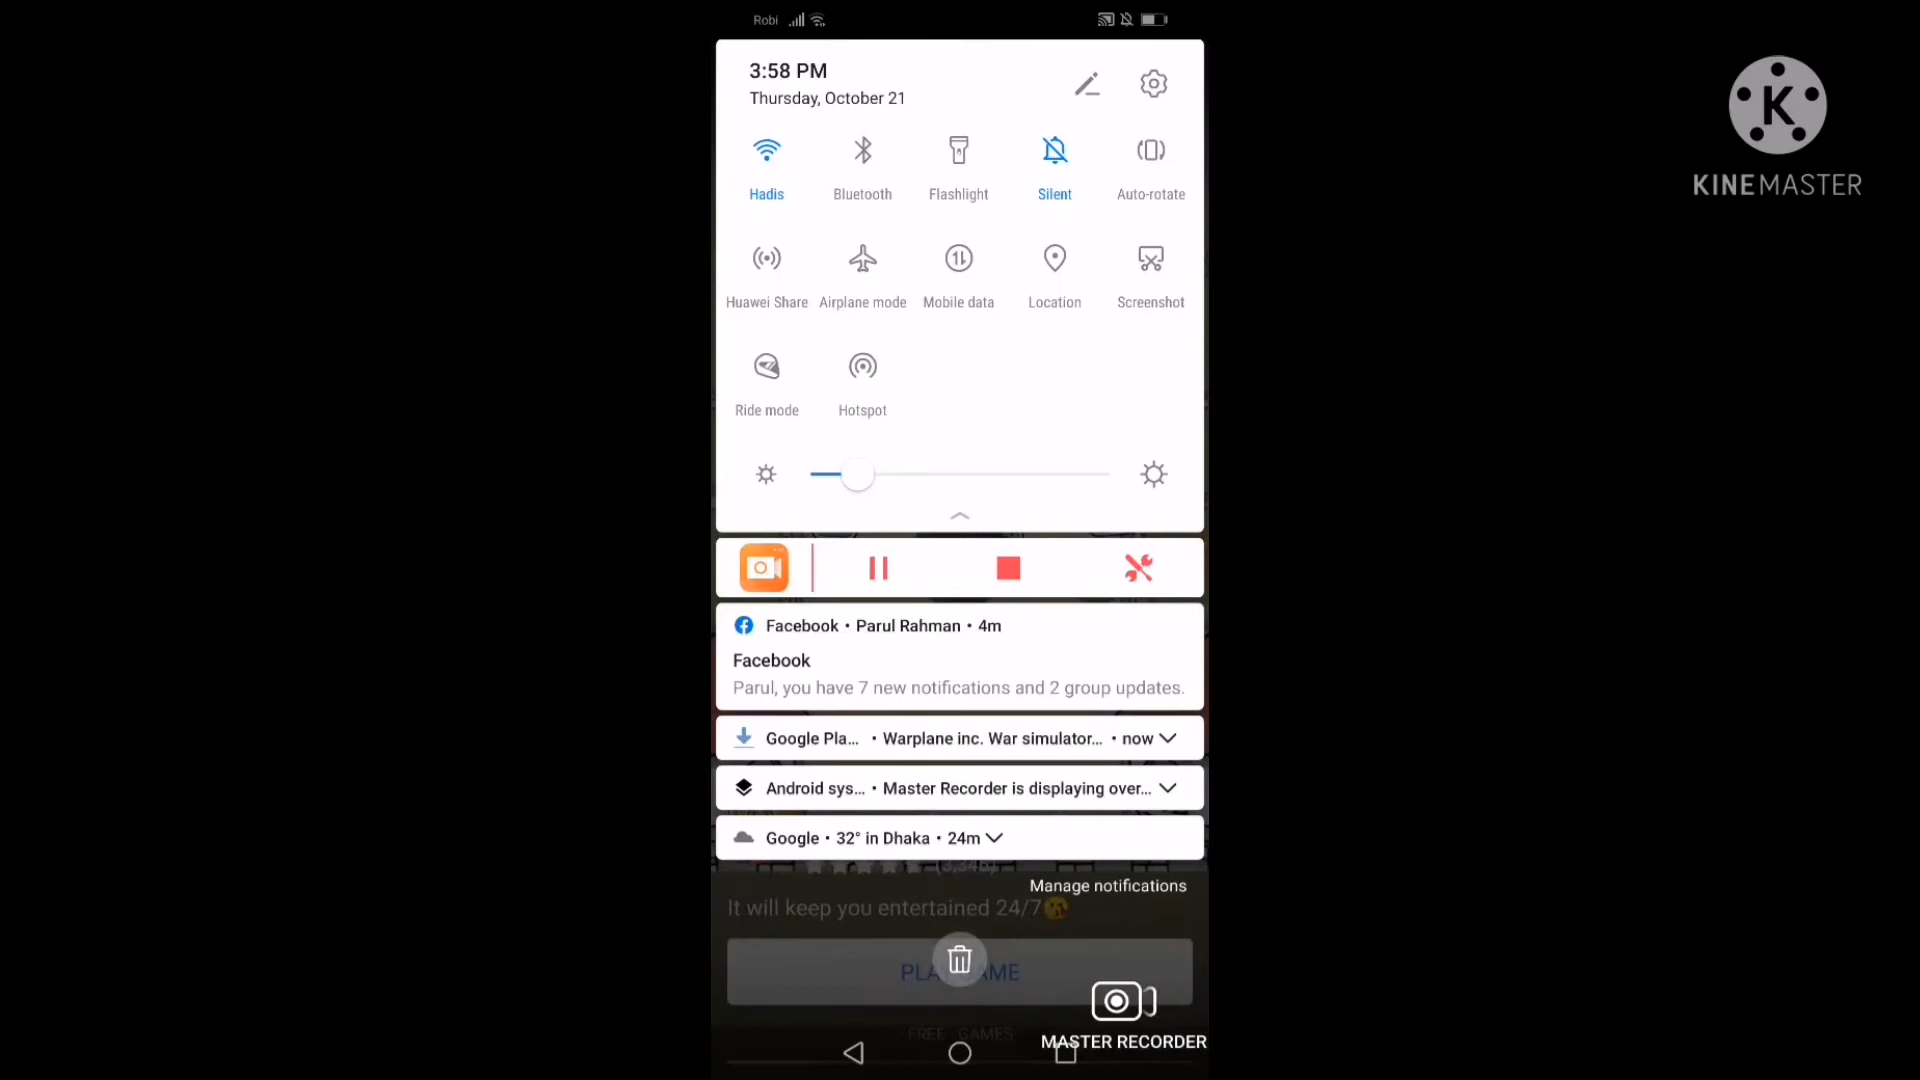 Robi
3:58 PM
Thursday, October 21
Hadis
Bluetooth
Flashlight
Silent
Auto-rotate
Huawei Share
Airplane mode
Mobile data
Location
Screenshot
Ride mode
Hotspot
Facebook • Parul Rahman • 4m
Facebook
Parul, you have 7 new notifications and 2 group updates.
Google Pla... • Warplane inc. War simulator... • now
Android sys... • Master Recorder is displaying over...
Google • 32° in Dhaka • 24m
Manage notifications
It will keep you entertained 24/7😘
FREE GAMES
MASTER RECORDER
K
KINEMASTER